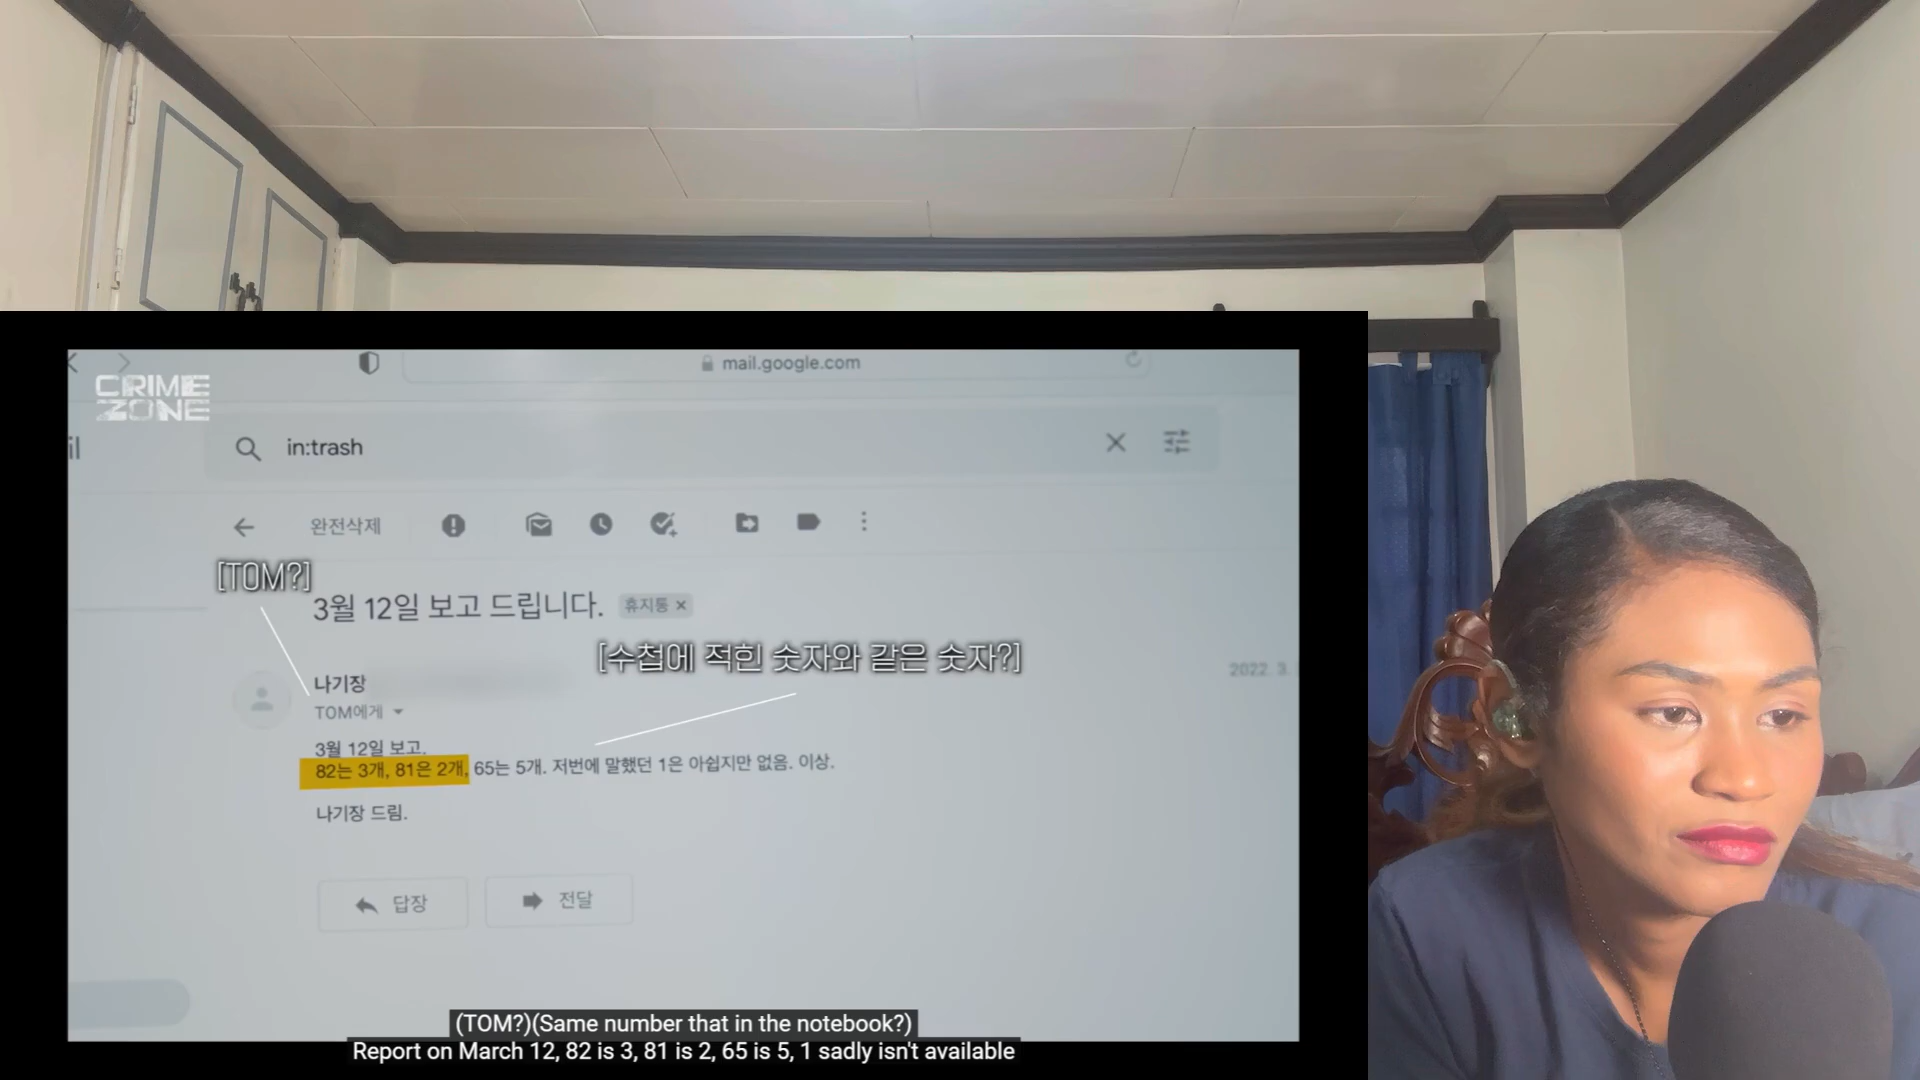 mail.google.com
CRIME
ZONE
il
in:trash
완전삭제
[TOM?]
3월 12일 보고 드립니다. 휴지통 ×
[수첩에 적힌 숫자와 같은 숫자?]
2022. 3.
나기장
TOM에게
3월 12일 보고.
82는 3개, 81은 2개, 65는 5개. 저번에 말했던 1은 아쉽지만 없음. 이상.
나기장 드림.
답장
전달
(TOM?)(Same number that in the notebook?)
Report on March 12, 82 is 3, 81 is 2, 65 is 5, 1 sadly isn't available